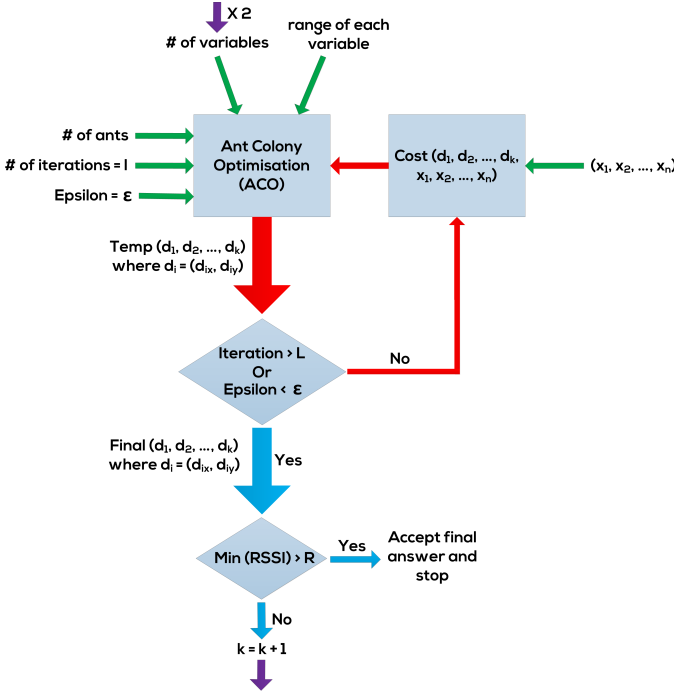 X 2
# of variables
range of each
variable
# of ants
# of iterations = l
Epsilon = ε
Ant Colony
Optimisation
(ACO)
Cost (d₁, d₂, ..., dₖ,
x₁, x₂, ..., xₙ)
(x₁, x₂, ..., xₙ)
Temp (d₁, d₂, ..., dₖ)
where dᵢ = (dᵢₓ, dᵢᵧ)
Iteration > L
Or
Epsilon < ε
No
Final (d₁, d₂, ..., dₖ)
where dᵢ = (dᵢₓ, dᵢᵧ)
Yes
Min (RSSI) > R
Yes
Accept final
answer and
stop
No
k = k + 1